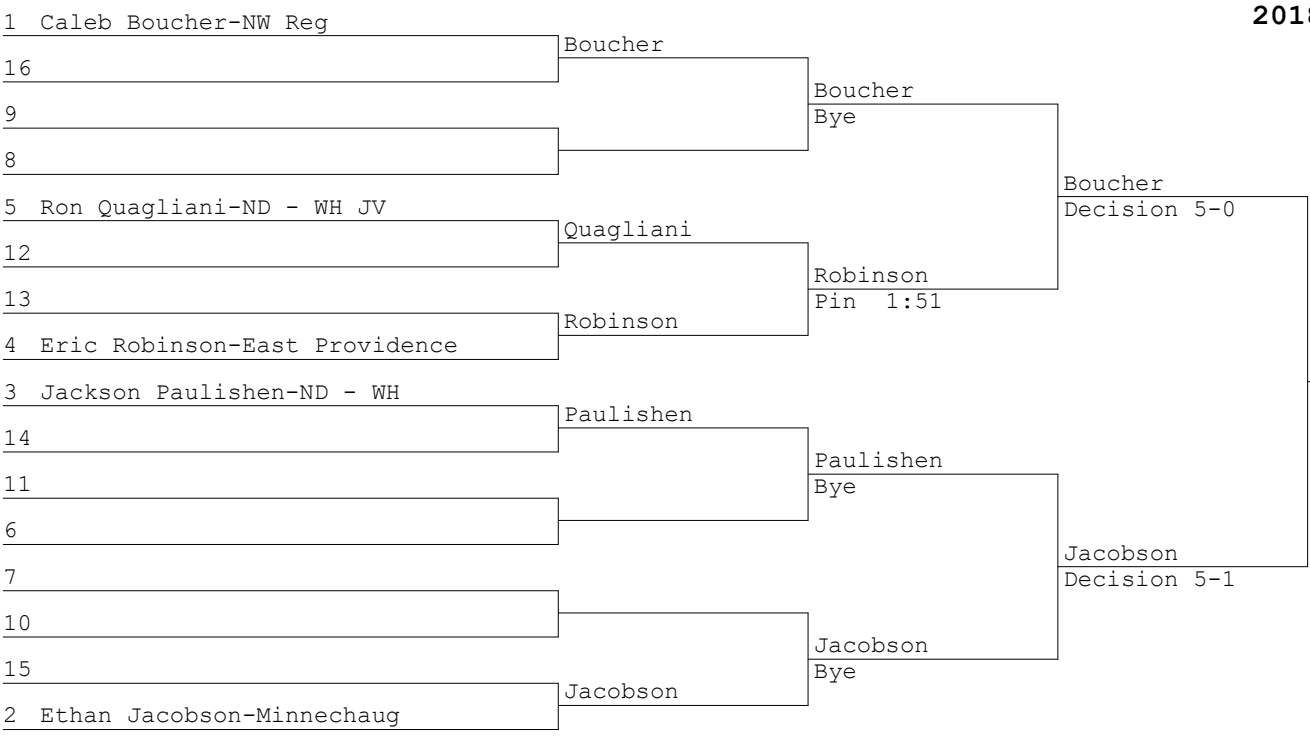 2018
1 Caleb Boucher-NW Reg
Boucher
16
Boucher
9
Bye
8
Boucher
5 Ron Quagliani-ND - WH JV
Decision 5-0
Quagliani
12
Robinson
13
Pin 1:51
Robinson
4 Eric Robinson-East Providence
3 Jackson Paulishen-ND - WH
Paulishen
14
Paulishen
11
Bye
6
Jacobson
7
Decision 5-1
10
Jacobson
15
Bye
Jacobson
2 Ethan Jacobson-Minnechaug